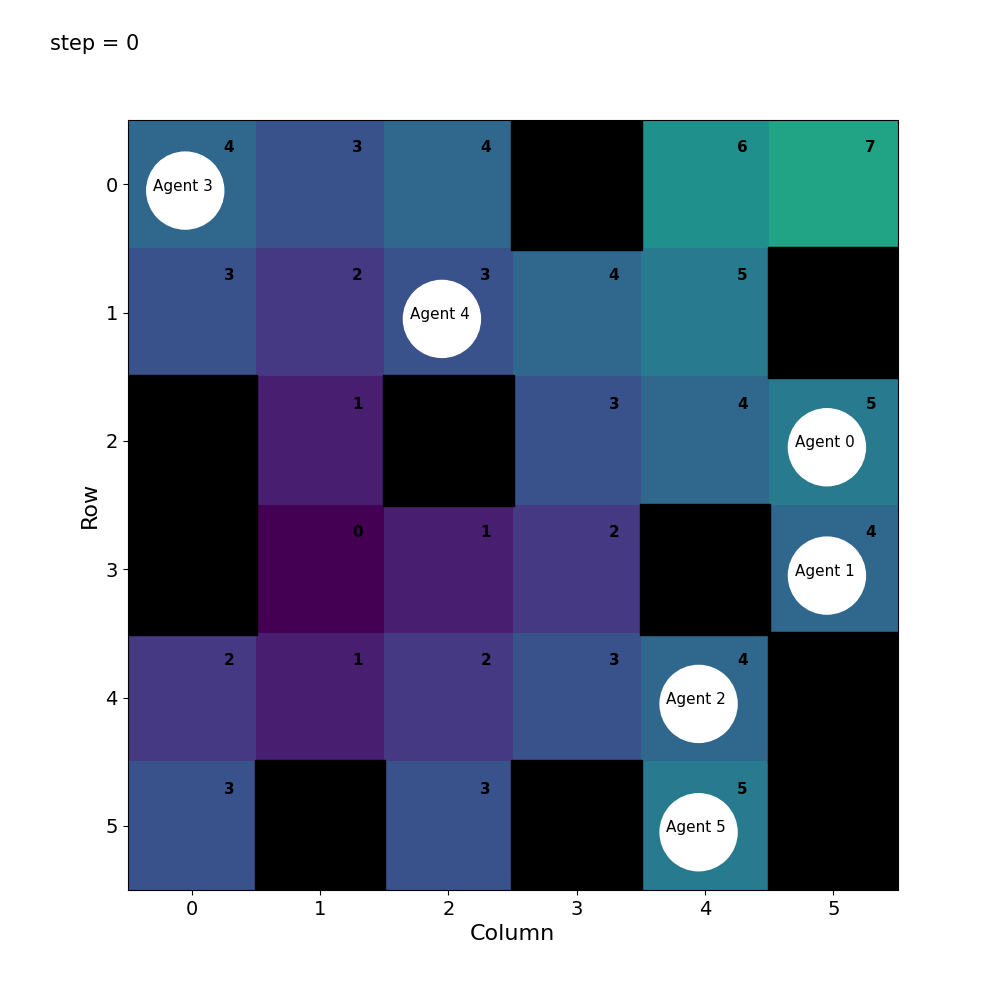 step = 0
4 3 4 6 7
0 Agent 3
3 2 3 4 5
1 Agent 4
1 3 4 5
2 Agent 0
Row
0 1 2 4
3 Agent 1
2 1 2 3 4
4 Agent 2
3 3 5
5 Agent 5
0 1 2 3 4 5
Column